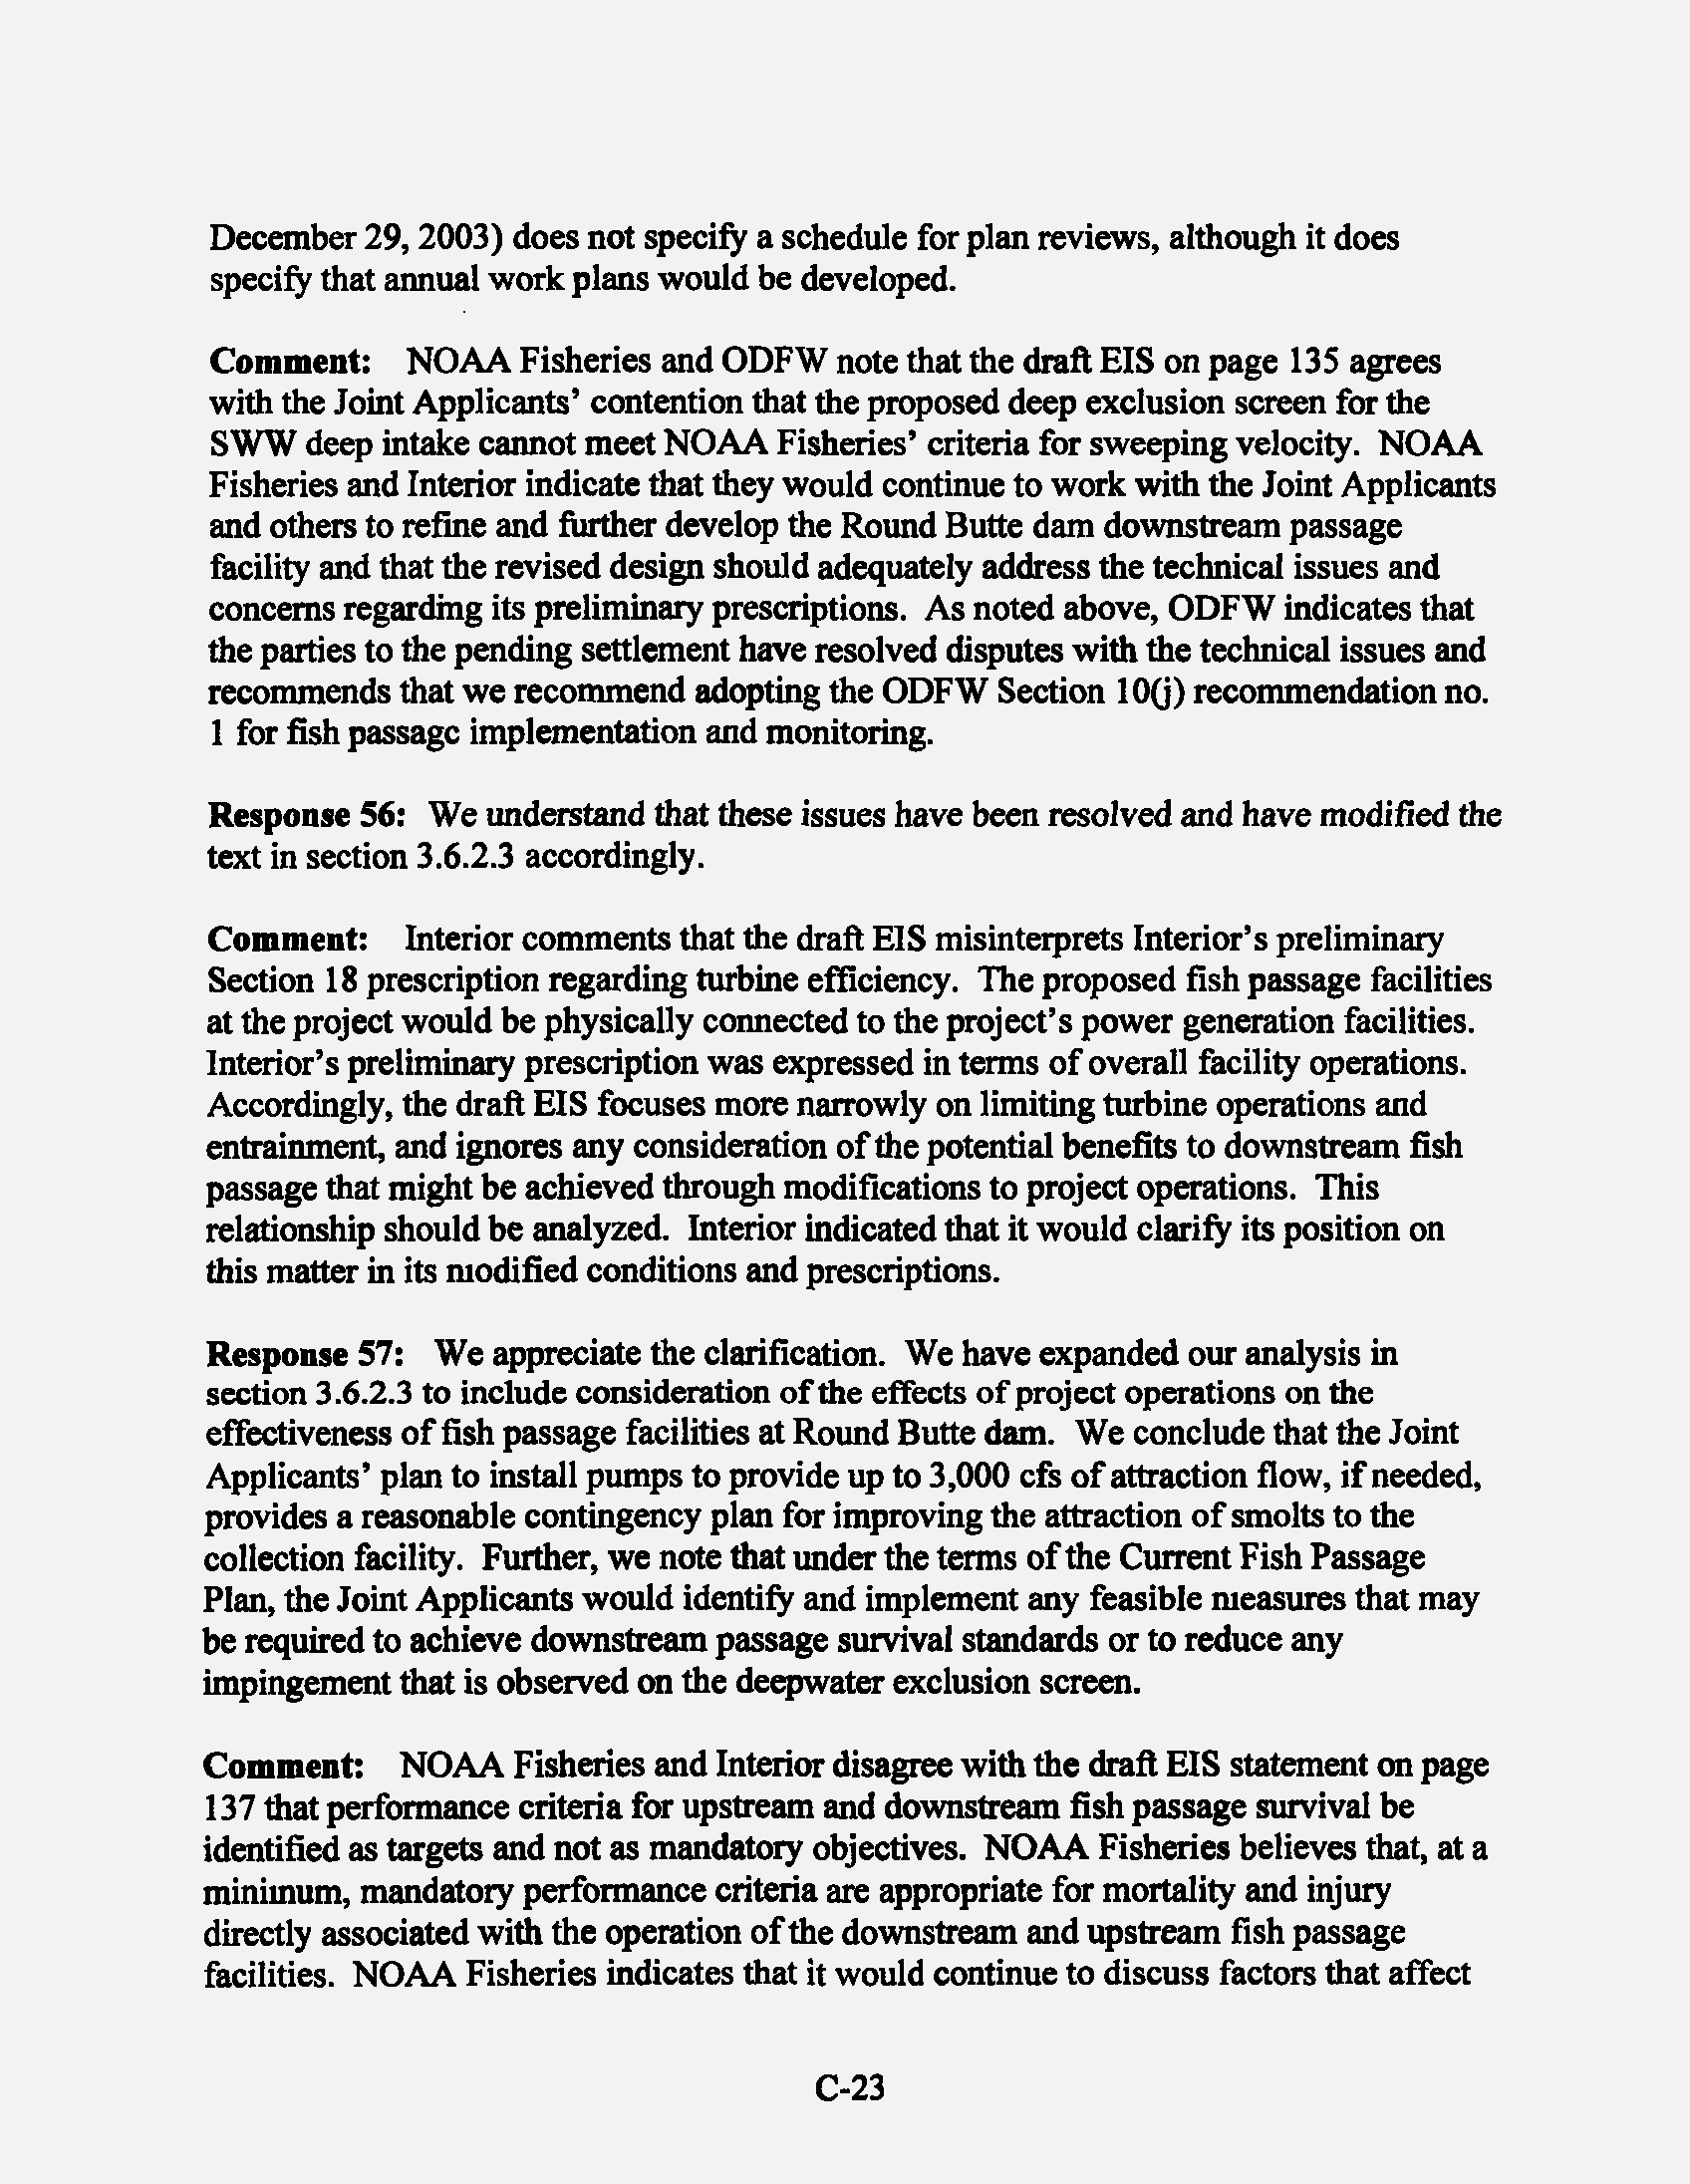 December 29, 2003) does not specify a schedule for plan reviews, although it does
specify that annual work plans would be developed.
Comment: NOAA Fisheries and ODFW note that the draft EIS on page 135 agrees
with the Joint Applicants' contention that the proposed deep exclusion screen for the
SWW deep intake cannot meet NOAA Fisheries' criteria for sweeping velocity. NOAA
Fisheries and Interior indicate that they would continue to work with the Joint Applicants
and others to refine and further develop the Round Butte dam downstream passage
facility and that the revised design should adequately address the technical issues and
concerns regarding its preliminary prescriptions. As noted above, ODFW indicates that
the parties to the pending settlement have resolved disputes with the technical issues and
recommends that we recommend adopting the ODFW Section 10(j) recommendation no.
1 for fish passage implementation and monitoring.
Response 56: We understand that these issues have been resolved and have modified the
text in section 3.6.2.3 accordingly.
Comment: Interior comments that the draft EIS misinterprets Interior's preliminary
Section 18 prescription regarding turbine efficiency. The proposed fish passage facilities
at the project would be physically connected to the project's power generation facilities.
Interior's preliminary prescription was expressed in terms of overall facility operations.
Accordingly, the draft EIS focuses more narrowly on limiting turbine operations and
entrainment, and ignores any consideration of the potential benefits to downstream fish
passage that might be achieved through modifications to project operations. This
relationship should be analyzed. Interior indicated that it would clarify its position on
this matter in its modified conditions and prescriptions.
Response 57: We appreciate the clarification. We have expanded our analysis in
section 3.6.2.3 to include consideration of the effects of project operations on the
effectiveness of fish passage facilities at Round Butte dam. We conclude that the Joint
Applicants' plan to install pumps to provide up to 3,000 cfs of attraction flow, if needed,
provides a reasonable contingency plan for improving the attraction of smolts to the
collection facility. Further, we note that under the terms of the Current Fish Passage
Plan, the Joint Applicants would identify and implement any feasible measures that may
be required to achieve downstream passage survival standards or to reduce any
impingement that is observed on the deepwater exclusion screen.
Comment: NOAA Fisheries and Interior disagree with the draft EIS statement on page
137 that performance criteria for upstream and downstream fish passage survival be
identified as targets and not as mandatory objectives. NOAA Fisheries believes that, at a
minimum, mandatory performance criteria are appropriate for mortality and injury
directly associated with the operation of the downstream and upstream fish passage
facilities. NOAA Fisheries indicates that it would continue to discuss factors that affect
C-23